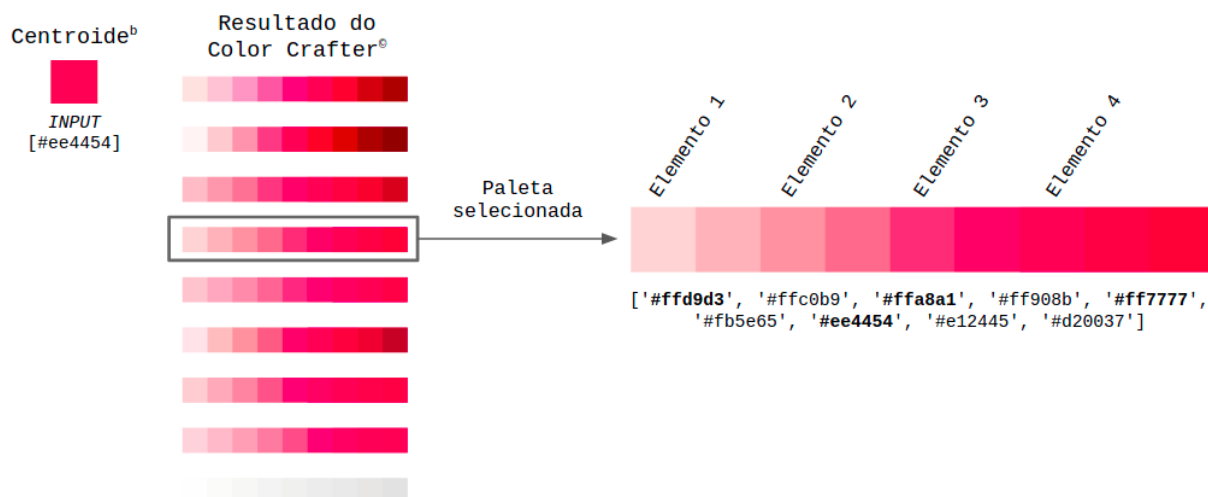 Centroideᵇ
INPUT
[#ee4454]
Resultado do
Color Crafter©
Paleta
selecionada
Elemento 1
Elemento 2
Elemento 3
Elemento 4
['#ffd9d3', '#ffc0b9', '#ffa8a1', '#ff908b', '#ff7777',
'#fb5e65', '#ee4454', '#e12445', '#d20037']